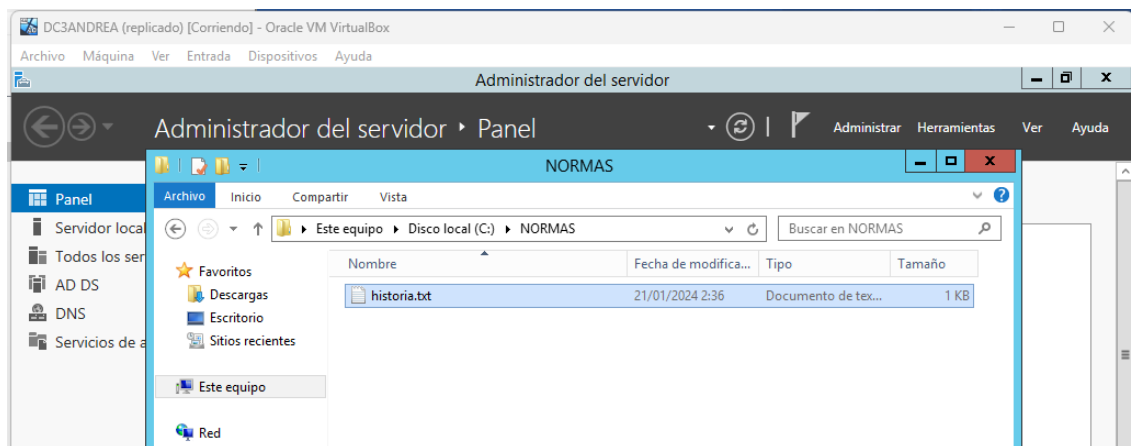 DC3ANDREA (replicado) [Corriendo] - Oracle VM VirtualBox
Archivo Máquina Ver Entrada Dispositivos Ayuda
Administrador del servidor
Administrador del servidor ‣ Panel
Administrar Herramientas Ver Ayuda
NORMAS
Archivo Inicio Compartir Vista
Este equipo ▸ Disco local (C:) ▸ NORMAS
Buscar en NORMAS
Panel
Servidor local
Todos los ser
AD DS
DNS
Servicios de a
Favoritos
Descargas
Escritorio
Sitios recientes
Este equipo
Red
Nombre Fecha de modifica... Tipo Tamaño
historia.txt 21/01/2024 2:36 Documento de tex... 1 KB